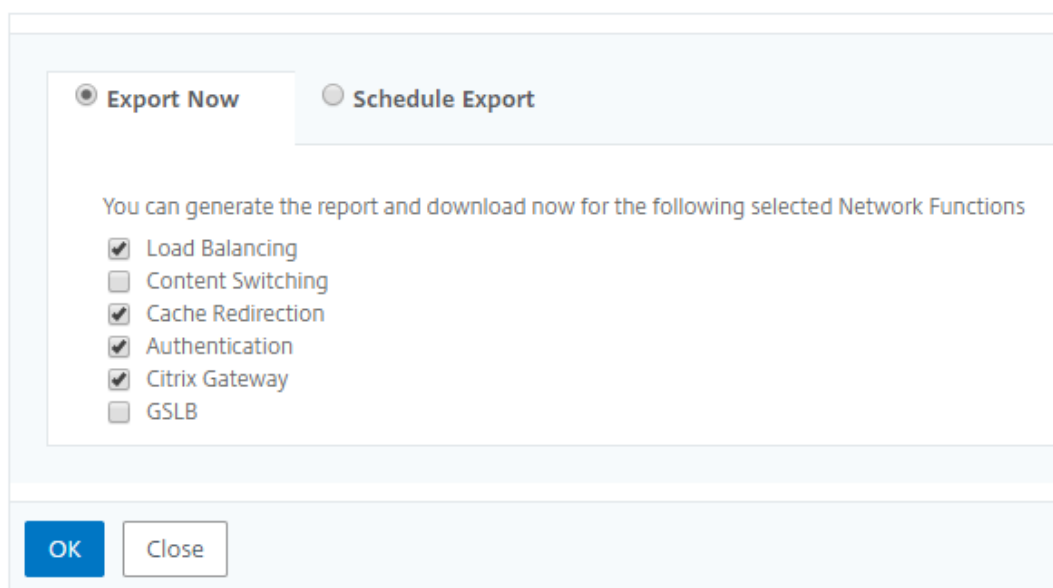 Export Now Schedule Export
You can generate the report and download now for the following selected Network Functions
Load Balancing
Content Switching
Cache Redirection
Authentication
Citrix Gateway
GSLB
OK Close